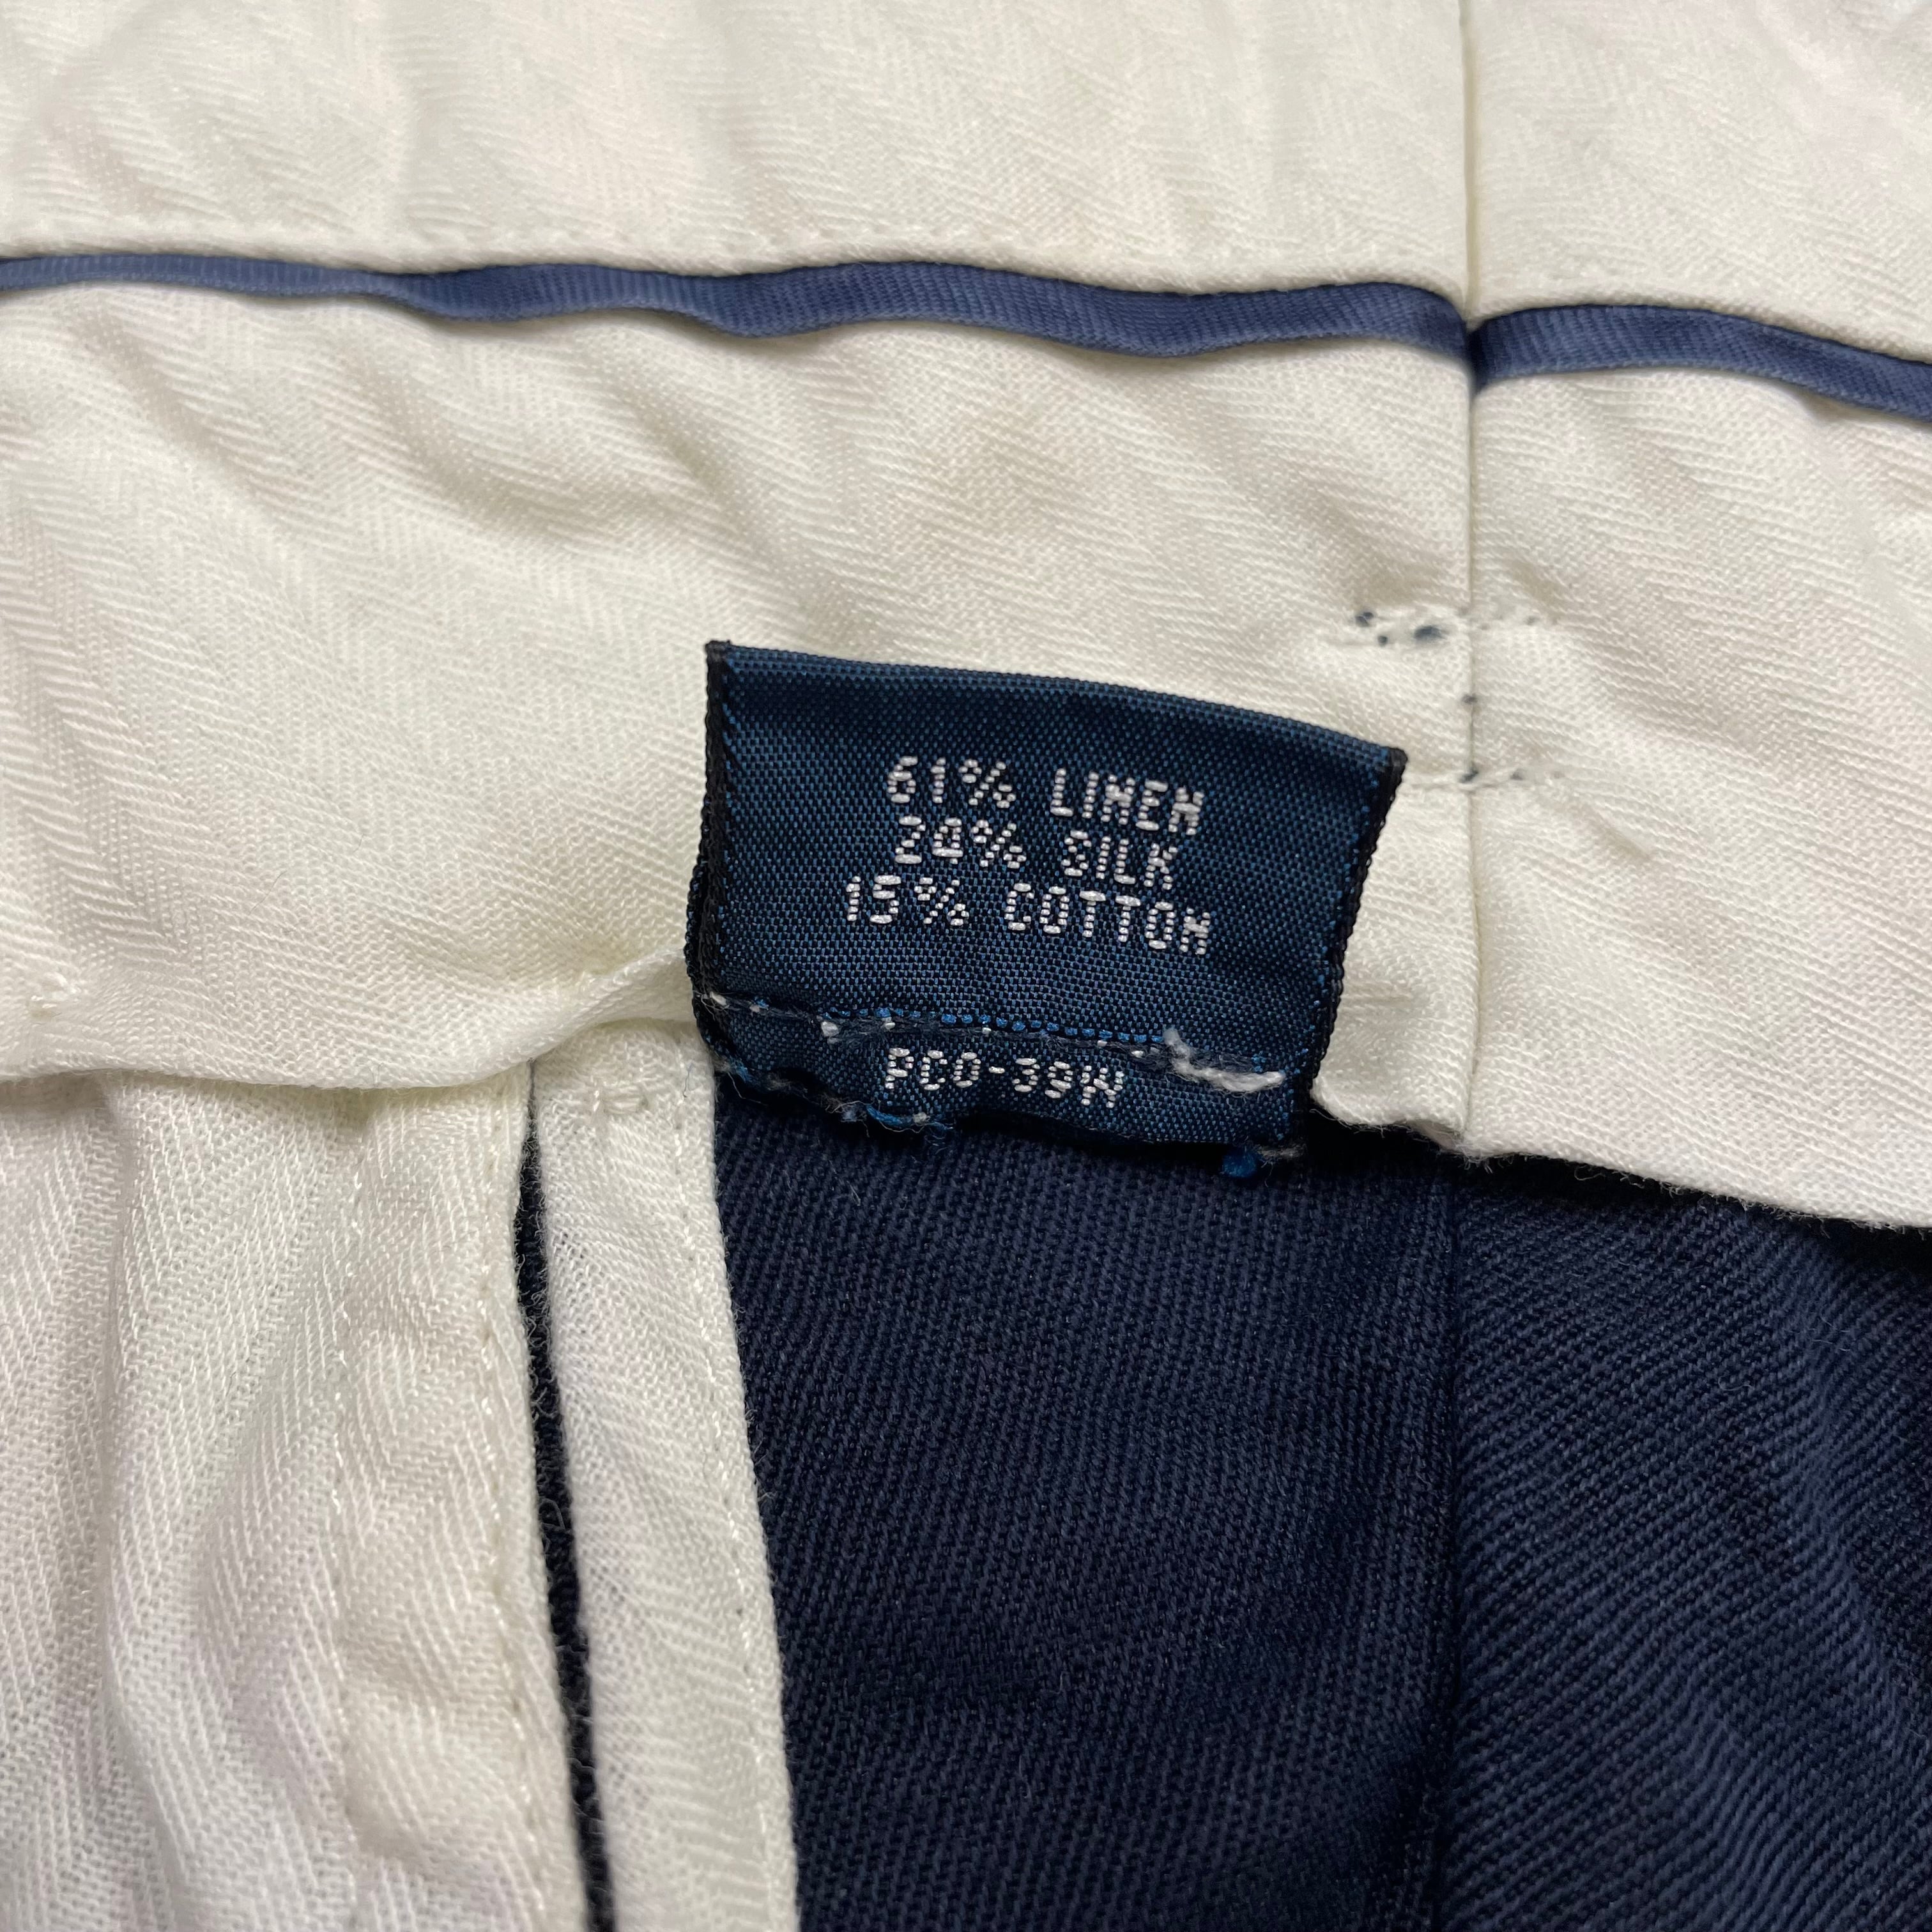 61% LINEN
24% SILK
15% COTTON
PCO-39W